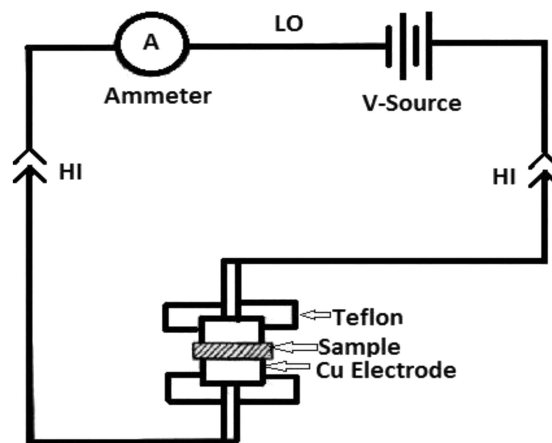 LO
A
Ammeter
V-Source
HI
HI
Teflon
Sample
Cu Electrode